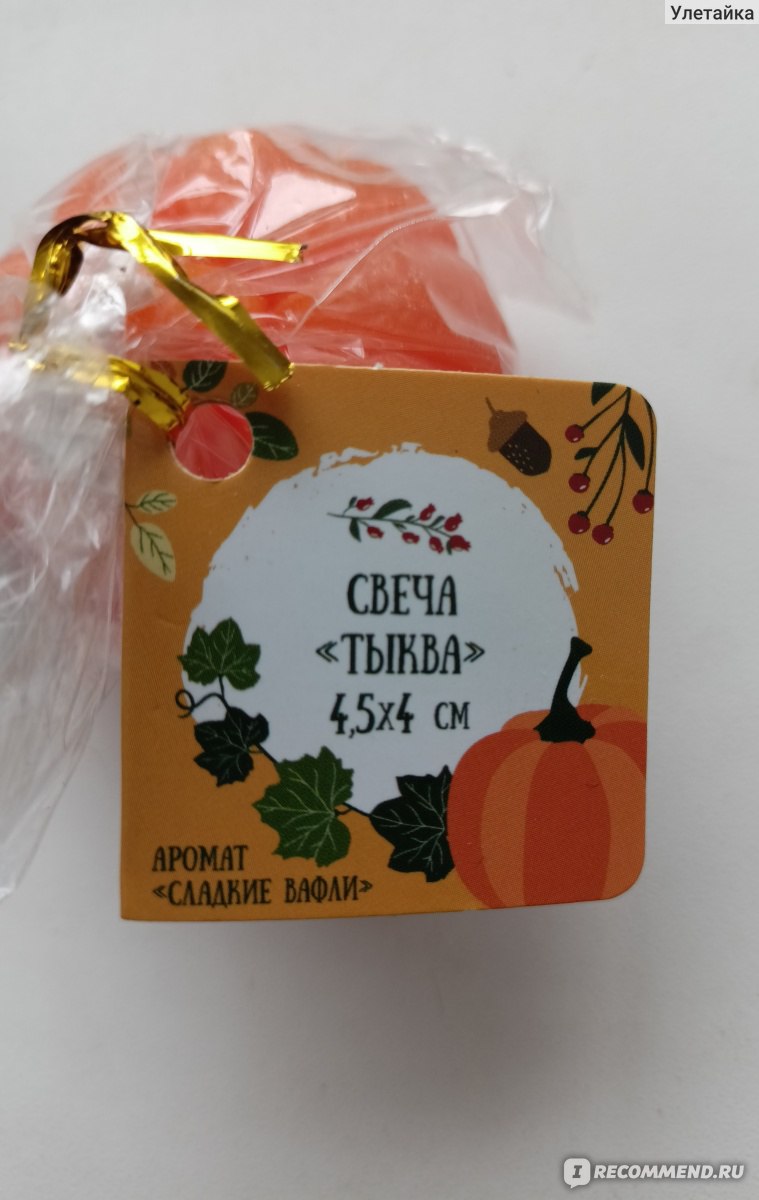 Улетайка
СВЕЧА
«ТЫКВА»
4,5х4 см
АРОМАТ
«СЛАДКИЕ ВАФЛИ»
I RECOMMEND.RU